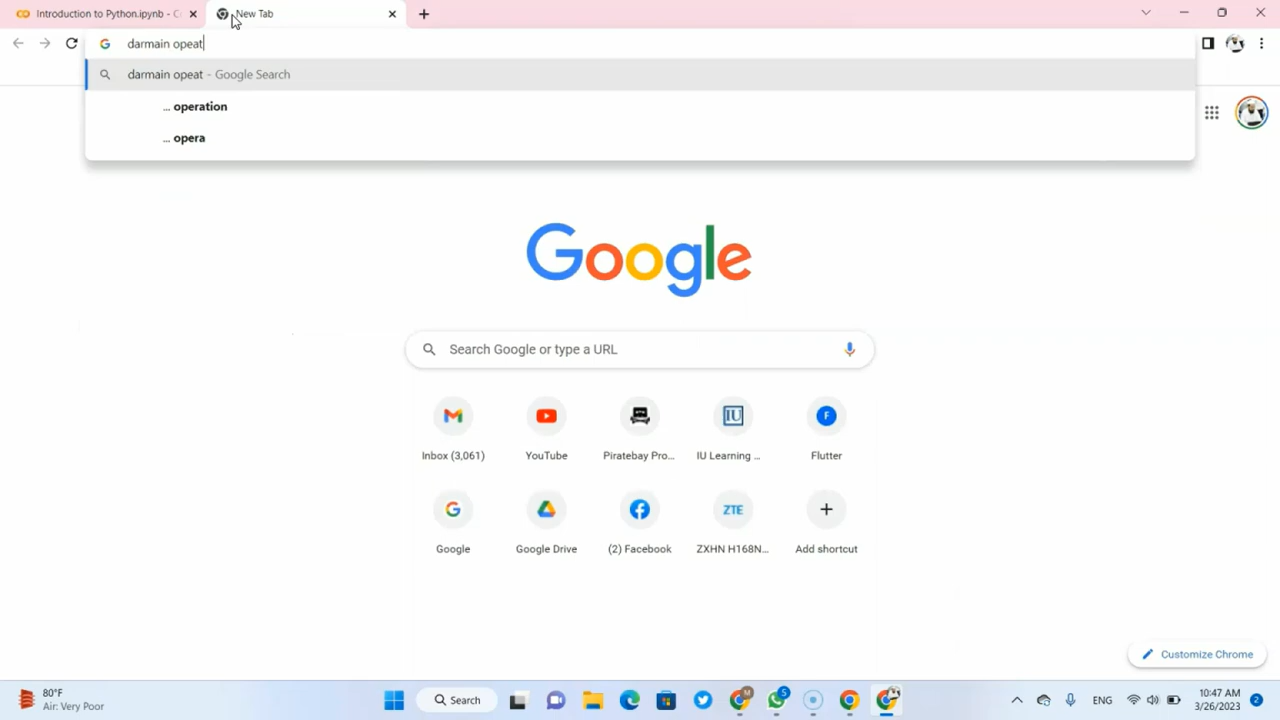 Introduction to Python.ipynb - C
New Tab
darmain opeat
darmain opeat - Google Search
... operation
... opera
Google
Search Google or type a URL
Inbox (3,061)
YouTube
Piratebay Pro...
IU Learning ...
Flutter
Google
Google Drive
(2) Facebook
ZXHN H168N...
Add shortcut
Customize Chrome
80°F
Air: Very Poor
Search
ENG
10:47 AM
3/26/2023